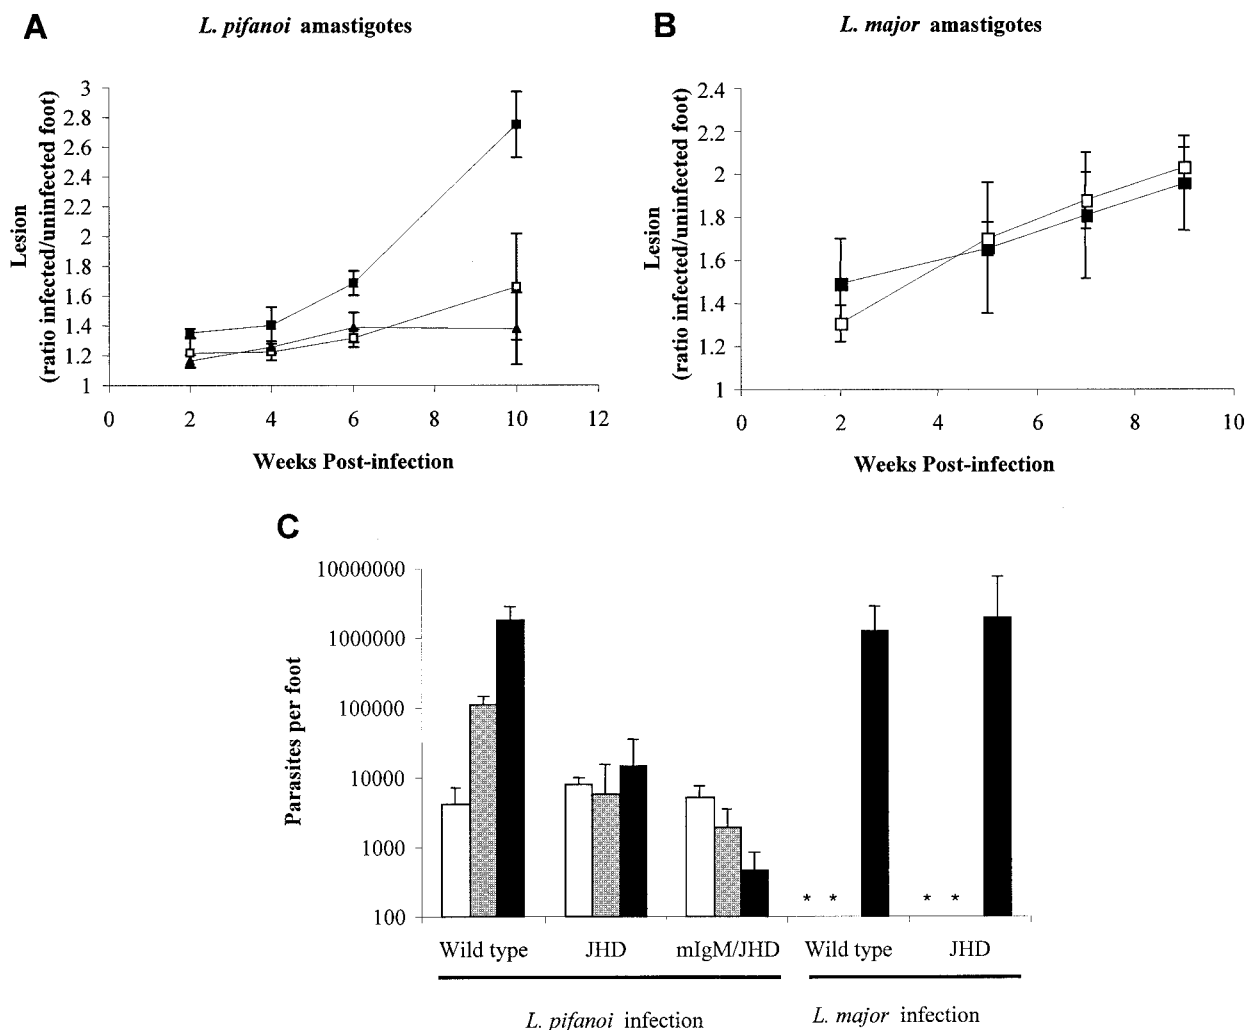 A
L. pifanoi amastigotes
Lesion
(ratio infected/uninfected foot)
3
2.8
2.6
2.4
2.2
2
1.8
1.6
1.4
1.2
1
0
2
4
6
8
10
12
Weeks Post-infection
B
L. major amastigotes
Lesion
(ratio infected/uninfected foot)
2.4
2.2
2
1.8
1.6
1.4
1.2
1
0
2
4
6
8
10
Weeks Post-infection
C
Parasites per foot
10000000
1000000
100000
10000
1000
100
* * * *
Wild type JHD mIgM/JHD Wild type JHD
L. pifanoi infection
L. major infection